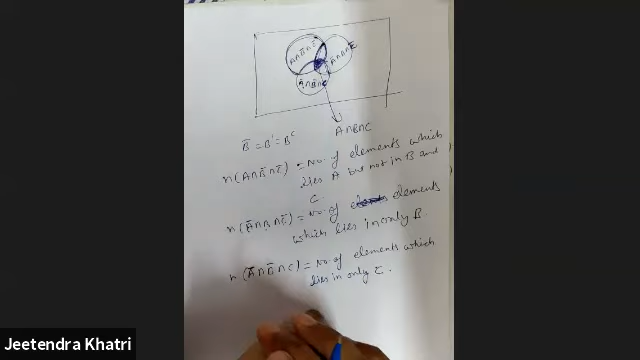 A∩B̅∩C̅
A̅∩B∩C̅
A̅∩B̅∩C
A∩B∩C
B̅ = B' = Bᶜ
n(A∩B̅∩C̅) = No. of elements which
lies A but not in B and
C
n(A̅∩B∩C̅) = No. of elements
which lies in only B.
n(A̅∩B̅∩C) = No. of elements which
lies in only C.
Jeetendra Khatri